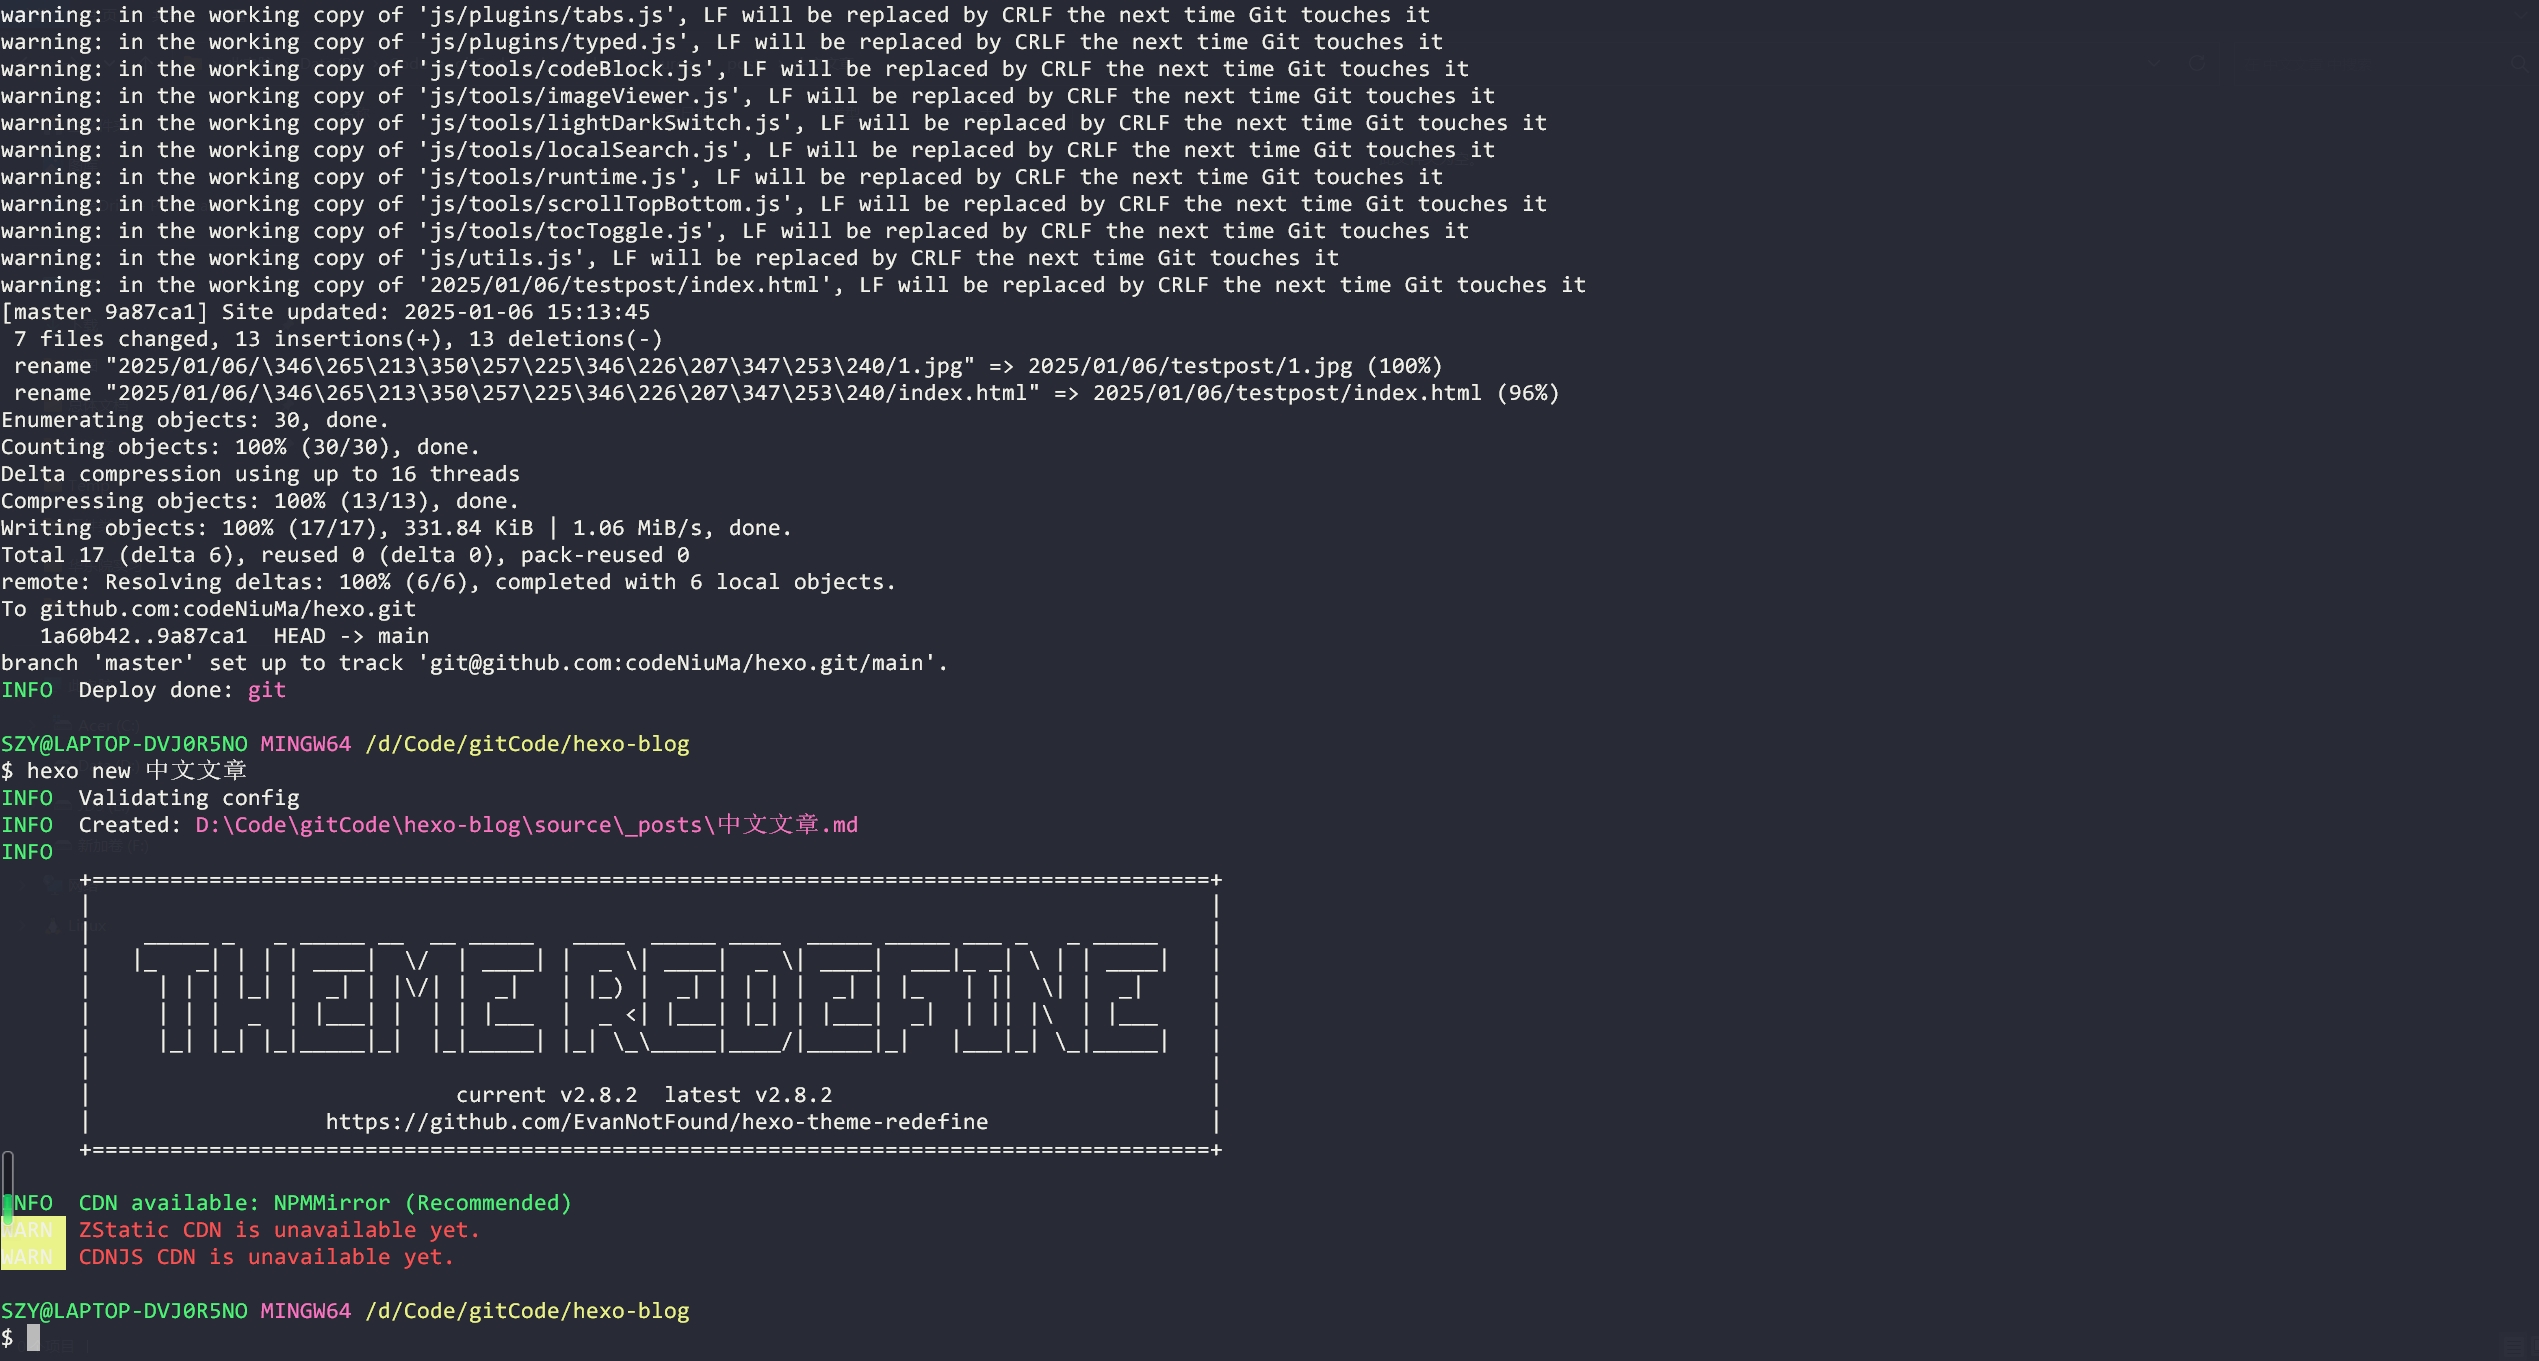 warning: in the working copy of 'js/plugins/tabs.js', LF will be replaced by CRLF the next time Git touches it
warning: in the working copy of 'js/plugins/typed.js', LF will be replaced by CRLF the next time Git touches it
warning: in the working copy of 'js/tools/codeBlock.js', LF will be replaced by CRLF the next time Git touches it
warning: in the working copy of 'js/tools/imageViewer.js', LF will be replaced by CRLF the next time Git touches it
warning: in the working copy of 'js/tools/lightDarkSwitch.js', LF will be replaced by CRLF the next time Git touches it
warning: in the working copy of 'js/tools/localSearch.js', LF will be replaced by CRLF the next time Git touches it
warning: in the working copy of 'js/tools/runtime.js', LF will be replaced by CRLF the next time Git touches it
warning: in the working copy of 'js/tools/scrollTopBottom.js', LF will be replaced by CRLF the next time Git touches it
warning: in the working copy of 'js/tools/tocToggle.js', LF will be replaced by CRLF the next time Git touches it
warning: in the working copy of 'js/utils.js', LF will be replaced by CRLF the next time Git touches it
warning: in the working copy of '2025/01/06/testpost/index.html', LF will be replaced by CRLF the next time Git touches it
[master 9a87ca1] Site updated: 2025-01-06 15:13:45
 7 files changed, 13 insertions(+), 13 deletions(-)
 rename "2025/01/06/\346\265\213\350\257\225\346\226\207\347\253\240/1.jpg" => 2025/01/06/testpost/1.jpg (100%)
 rename "2025/01/06/\346\265\213\350\257\225\346\226\207\347\253\240/index.html" => 2025/01/06/testpost/index.html (96%)
Enumerating objects: 30, done.
Counting objects: 100% (30/30), done.
Delta compression using up to 16 threads
Compressing objects: 100% (13/13), done.
Writing objects: 100% (17/17), 331.84 KiB | 1.06 MiB/s, done.
Total 17 (delta 6), reused 0 (delta 0), pack-reused 0
remote: Resolving deltas: 100% (6/6), completed with 6 local objects.
To github.com:codeNiuMa/hexo.git
   1a60b42..9a87ca1  HEAD -> main
branch 'master' set up to track 'git@github.com:codeNiuMa/hexo.git/main'.
INFO  Deploy done: git
SZY@LAPTOP-DVJ0R5NO MINGW64 /d/Code/gitCode/hexo-blog
$ hexo new 中文文章
INFO  Validating config
INFO  Created: D:\Code\gitCode\hexo-blog\source\_posts\中文文章.md
INFO
THEME REDEFINE
current v2.8.2  latest v2.8.2
https://github.com/EvanNotFound/hexo-theme-redefine
INFO  CDN available: NPMMirror (Recommended)
WARN  ZStatic CDN is unavailable yet.
WARN  CDNJS CDN is unavailable yet.
SZY@LAPTOP-DVJ0R5NO MINGW64 /d/Code/gitCode/hexo-blog
$